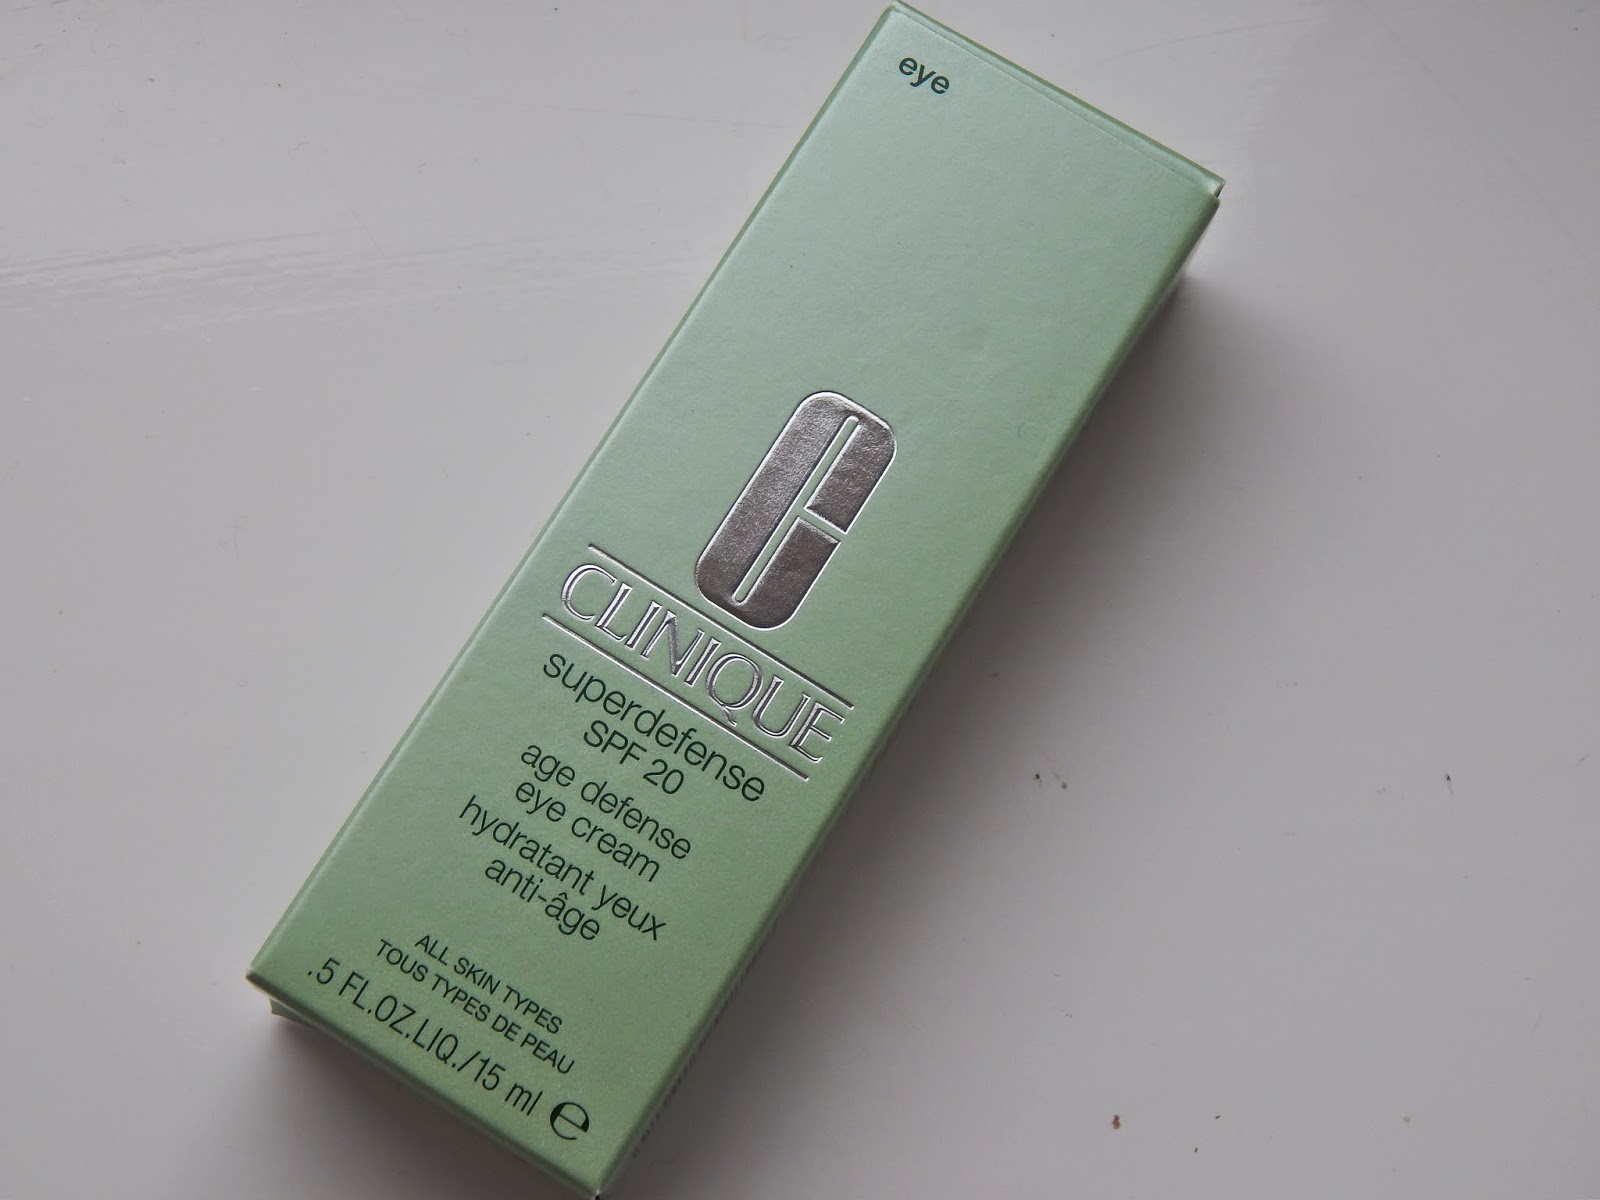 eye
C
CLINIQUE
superdefense
SPF 20
age defense
eye cream
hydratant yeux
anti-âge
ALL SKIN TYPES
TOUS TYPES DE PEAU
.5 FL.OZ.LIQ./15 ml ℮